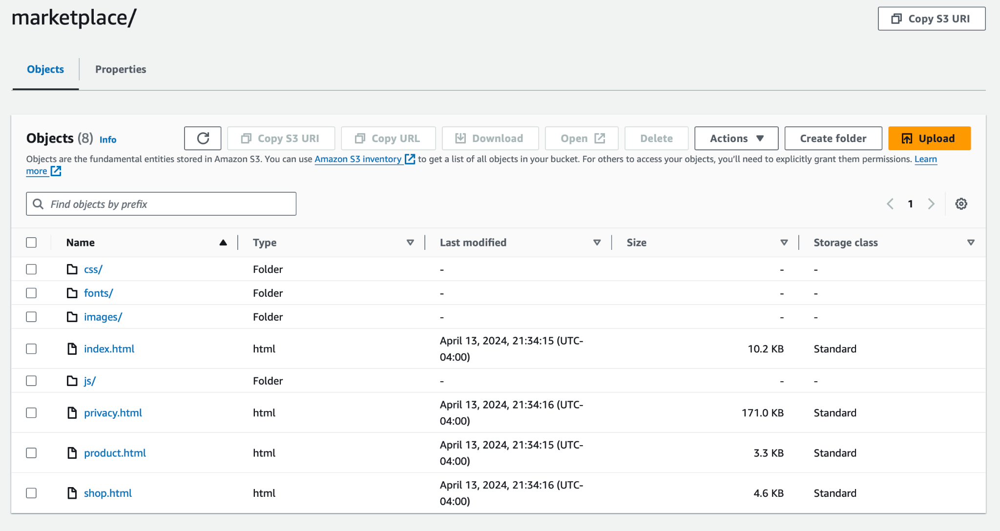 marketplace/
Copy S3 URI
Objects
Properties
Objects (8) Info
Copy S3 URI
Copy URL
Download
Open
Delete
Actions
Create folder
Upload
Objects are the fundamental entities stored in Amazon S3. You can use Amazon S3 inventory to get a list of all objects in your bucket. For others to access your objects, you'll need to explicitly grant them permissions. Learn
more
Find objects by prefix
1
Name Type Last modified Size Storage class
css/ Folder - - -
fonts/ Folder - - -
images/ Folder - - -
index.html html April 13, 2024, 21:34:15 (UTC-
04:00) 10.2 KB Standard
js/ Folder - - -
privacy.html html April 13, 2024, 21:34:16 (UTC-
04:00) 171.0 KB Standard
product.html html April 13, 2024, 21:34:15 (UTC-
04:00) 3.3 KB Standard
shop.html html April 13, 2024, 21:34:16 (UTC-
04:00) 4.6 KB Standard